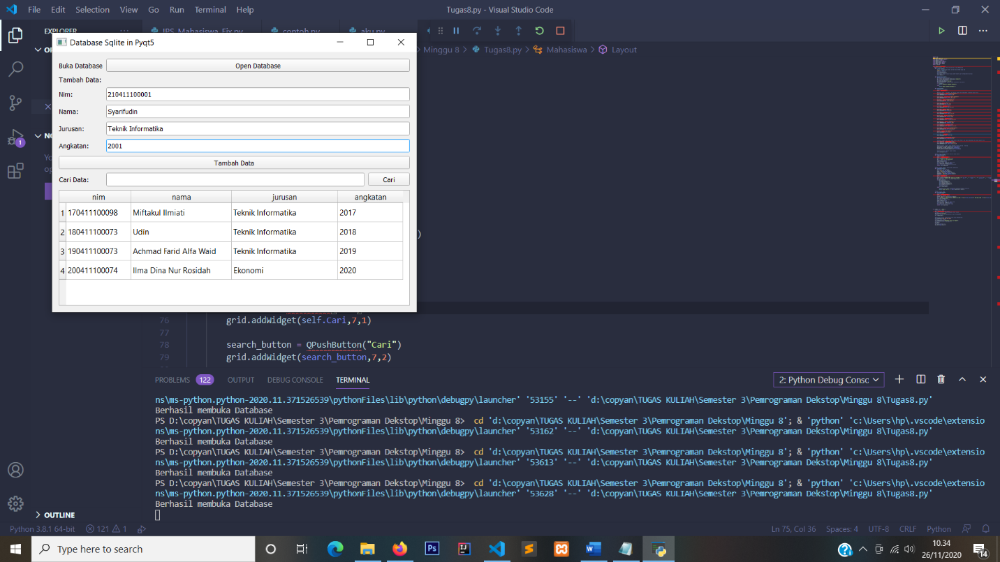 File Edit Selection View Go Run Terminal Help
Tugas8.py - Visual Studio Code
EXPLORER
Database Sqlite in Pyqt5
Minggu 8 > Tugas8.py > Mahasiswa > Layout
Buka Database Open Database
Tambah Data:
Nim: 210411100001
Nama: Syarifudin
Jurusan: Teknik Informatika
Angkatan: 2001
Tambah Data
Cari Data: Cari
nim nama jurusan angkatan
1 170411100098 Miftakul Ilmiati Teknik Informatika 2017
2 180411100073 Udin Teknik Informatika 2018
3 190411100073 Achmad Farid Alfa Waid Teknik Informatika 2019
4 200411100074 Ilma Dina Nur Rosidah Ekonomi 2020
1
)
76 grid.addWidget(self.Cari,7,1)
77
78 search_button = QPushButton("Cari")
79 grid.addWidget(search_button,7,2)
PROBLEMS 122 OUTPUT DEBUG CONSOLE TERMINAL 2: Python Debug Consc
ns\ms-python.python-2020.11.371526539\pythonFiles\lib\python\debugpy\launcher' '53155' '--' 'd:\copyan\TUGAS KULIAH\Semester 3\Pemrograman Dekstop\Minggu 8\Tugas8.py'
Berhasil membuka Database
PS D:\copyan\TUGAS KULIAH\Semester 3\Pemrograman Dekstop\Minggu 8> cd 'd:\copyan\TUGAS KULIAH\Semester 3\Pemrograman Dekstop\Minggu 8'; & 'python' 'c:\Users\hp\.vscode\extensio
ns\ms-python.python-2020.11.371526539\pythonFiles\lib\python\debugpy\launcher' '53162' '--' 'd:\copyan\TUGAS KULIAH\Semester 3\Pemrograman Dekstop\Minggu 8\Tugas8.py'
Berhasil membuka Database
PS D:\copyan\TUGAS KULIAH\Semester 3\Pemrograman Dekstop\Minggu 8> cd 'd:\copyan\TUGAS KULIAH\Semester 3\Pemrograman Dekstop\Minggu 8'; & 'python' 'c:\Users\hp\.vscode\extensio
ns\ms-python.python-2020.11.371526539\pythonFiles\lib\python\debugpy\launcher' '53613' '--' 'd:\copyan\TUGAS KULIAH\Semester 3\Pemrograman Dekstop\Minggu 8\Tugas8.py'
Berhasil membuka Database
PS D:\copyan\TUGAS KULIAH\Semester 3\Pemrograman Dekstop\Minggu 8> cd 'd:\copyan\TUGAS KULIAH\Semester 3\Pemrograman Dekstop\Minggu 8'; & 'python' 'c:\Users\hp\.vscode\extensio
ns\ms-python.python-2020.11.371526539\pythonFiles\lib\python\debugpy\launcher' '53628' '--' 'd:\copyan\TUGAS KULIAH\Semester 3\Pemrograman Dekstop\Minggu 8\Tugas8.py'
Berhasil membuka Database
OUTLINE
Python 3.8.1 64-bit 121 1 Ln 75, Col 36 Spaces: 4 UTF-8 CRLF Python
Type here to search
Ps
IJ
10.34
26/11/2020
14